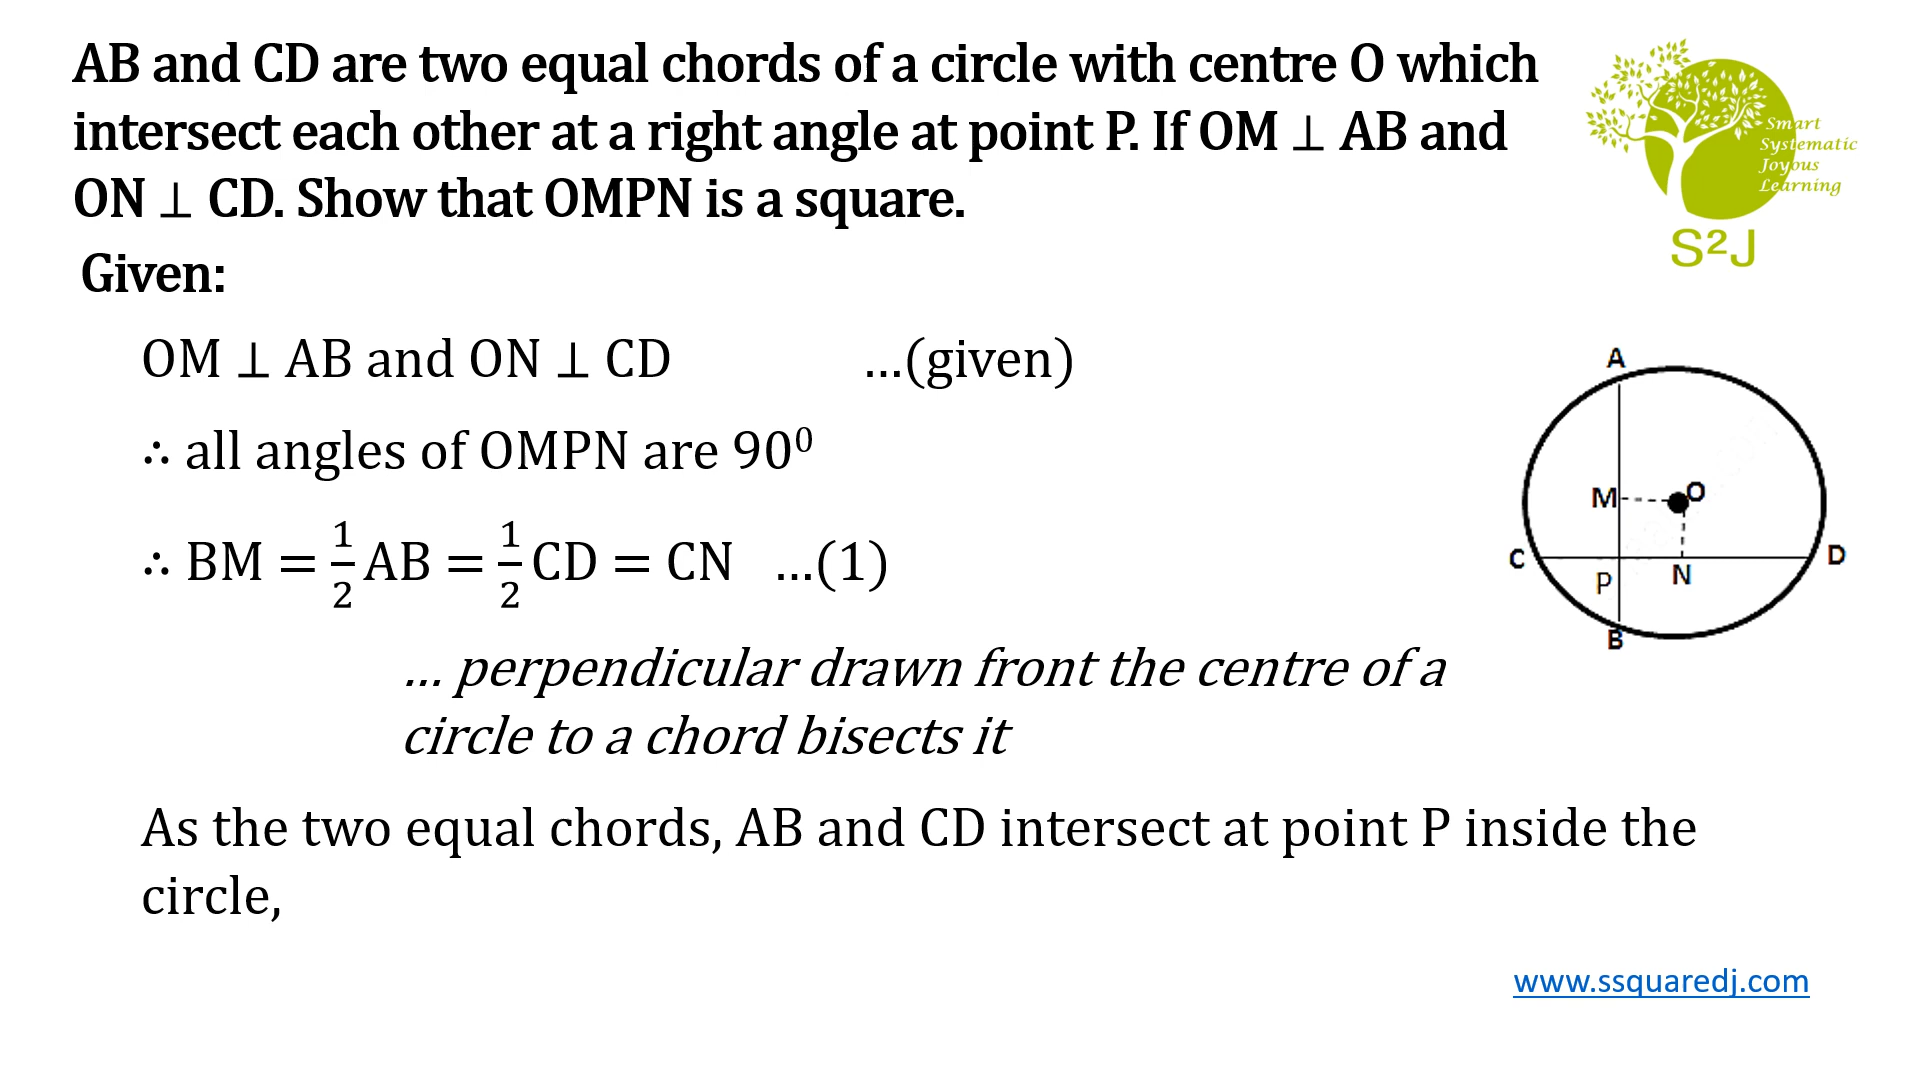 AB and CD are two equal chords of a circle with centre O which
intersect each other at a right angle at point P. If OM ⊥ AB and
ON ⊥ CD. Show that OMPN is a square.
Smart
Systematic
Joyous
Learning
S²J
Given:
OM ⊥ AB and ON ⊥ CD ...(given)
∴ all angles of OMPN are 90⁰
∴ BM = 1/2 AB = 1/2 CD = CN ...(1)
... perpendicular drawn front the centre of a
circle to a chord bisects it
As the two equal chords, AB and CD intersect at point P inside the
circle,
A
M O
C D
P N
B
www.ssquaredj.com